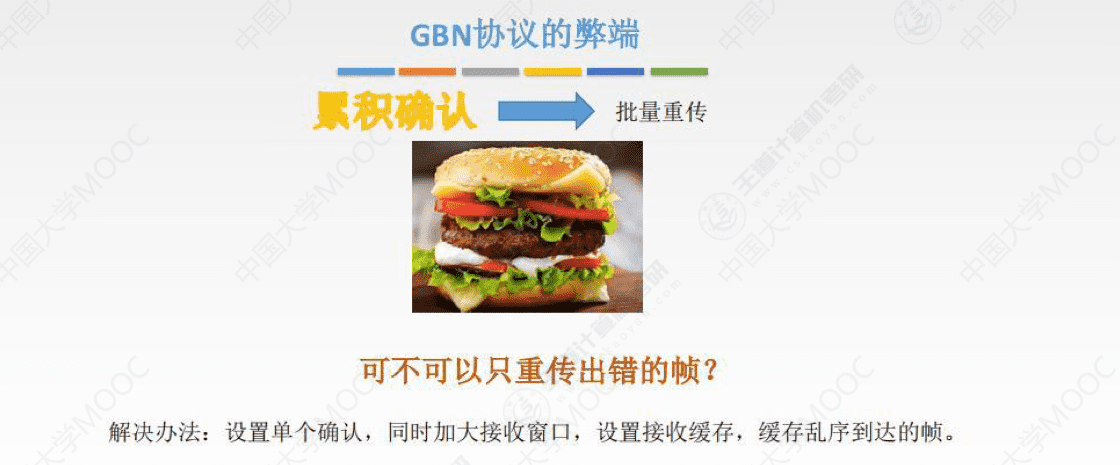 GBN协议的弊端
累积确认 批量重传
可不可以只重传出错的帧？
解决办法：设置单个确认，同时加大接收窗口，设置接收缓存，缓存乱序到达的帧。
中国大学MOOC
王道计算机考研